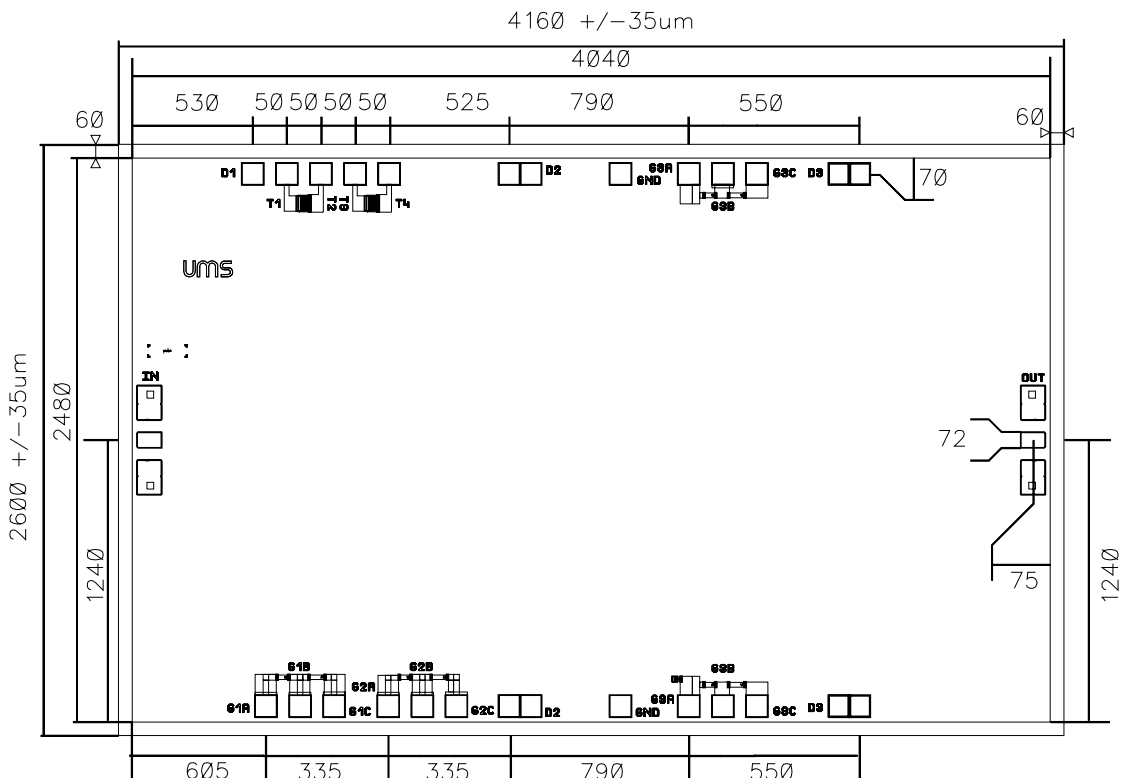 4160 +/-35um
4040
530 50 50 50 50 525 790 550
60
60
D1
D2
GND
G3A
G3C
D3
70
T1
T2
T3
T4
G3B
ums
IN
OUT
2600 +/-35um
2480
72
1240
75
1240
G1B
G2B
G3B
G1A
G1C
G2A
G2C
D2
GND
G3A
G3C
D3
605 335 335 790 550